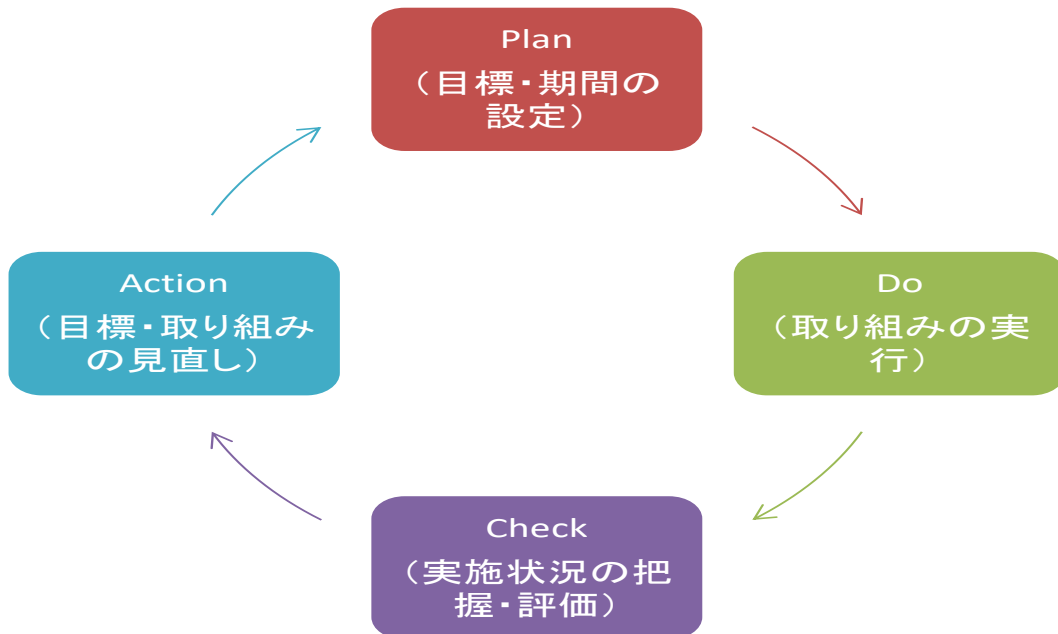 Plan
（目標・期間の
設定）
Do
（取り組みの実
行）
Check
（実施状況の把
握・評価）
Action
（目標・取り組み
の見直し）